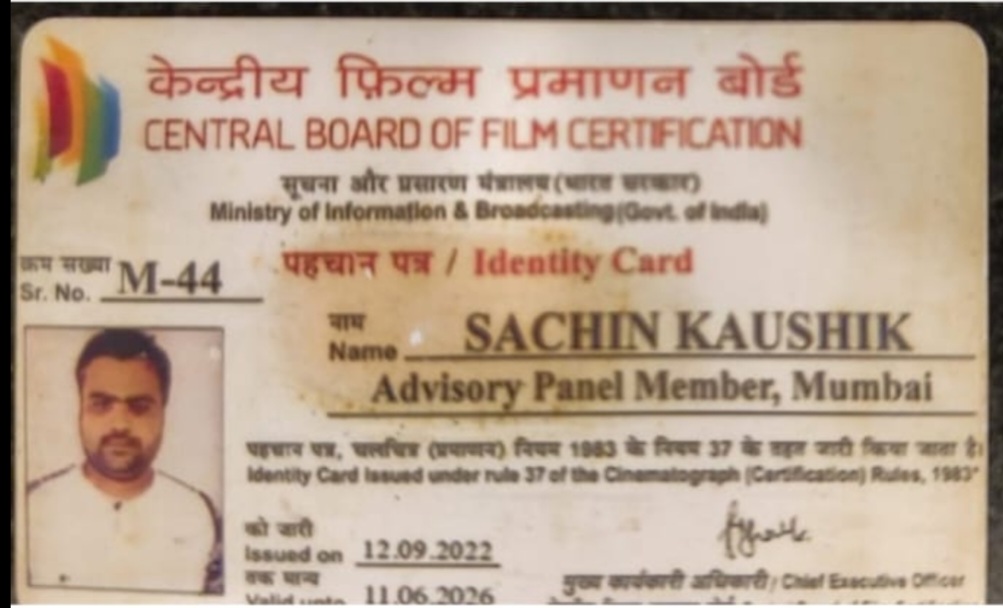 केन्द्रीय फ़िल्म प्रमाणन बोर्ड
CENTRAL BOARD OF FILM CERTIFICATION
सूचना और प्रसारण मंत्रालय (भारत सरकार)
Ministry of Information & Broadcasting (Govt. of India)
पहचान पत्र / Identity Card
क्रम संख्या
Sr. No. M-44
नाम
Name SACHIN KAUSHIK
Advisory Panel Member, Mumbai
पहचान पत्र, चलचित्र (प्रमाणन) नियम 1983 के नियम 37 के तहत जारी किया जाता है।
Identity Card issued under rule 37 of the Cinematograph (Certification) Rules, 1983"
को जारी
issued on 12.09.2022
तक मान्य
Valid upto 11.06.2026
मुख्य कार्यकारी अधिकारी / Chief Executive Officer